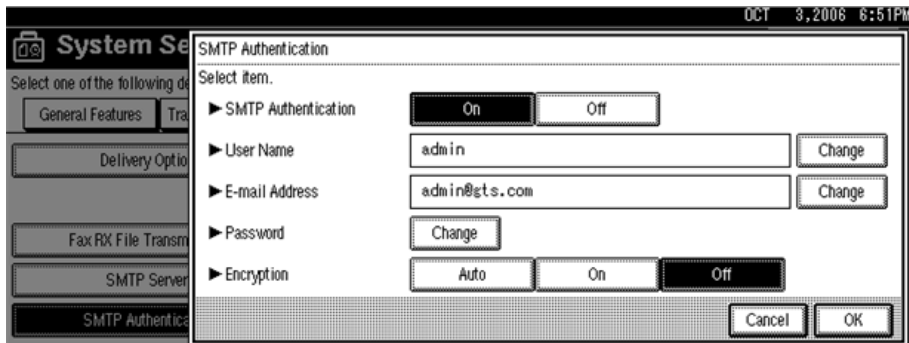 OCT 3,2006 6:51PM
System Se
Select one of the following de
General Features Tra
Delivery Optio
Fax RX File Transm
SMTP Server
SMTP Authentica
SMTP Authentication
Select item.
►SMTP Authentication On Off
►User Name admin Change
►E-mail Address admin@gts.com Change
►Password Change
►Encryption Auto On Off
Cancel OK